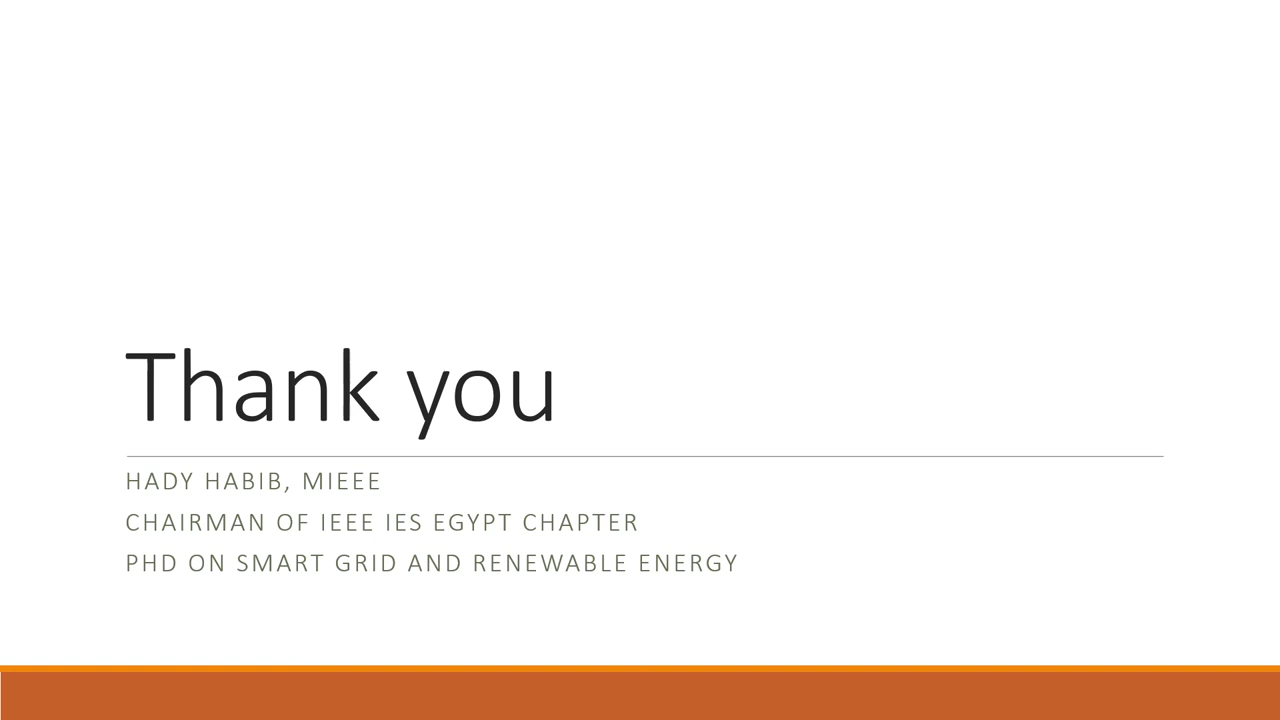 Thank you
HADY HABIB, MIEEE
CHAIRMAN OF IEEE IES EGYPT CHAPTER
PHD ON SMART GRID AND RENEWABLE ENERGY